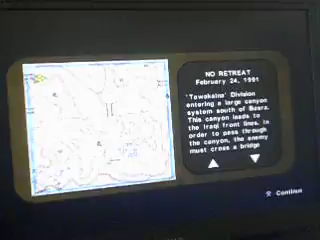 NO RETREAT
February 24, 1991
'Tawakalna' Division
entering a large canyon
system south of Basra.
This canyon leads to
the Iraqi front lines. In
order to pass through
the canyon, the enemy
must cross a bridge
Continue